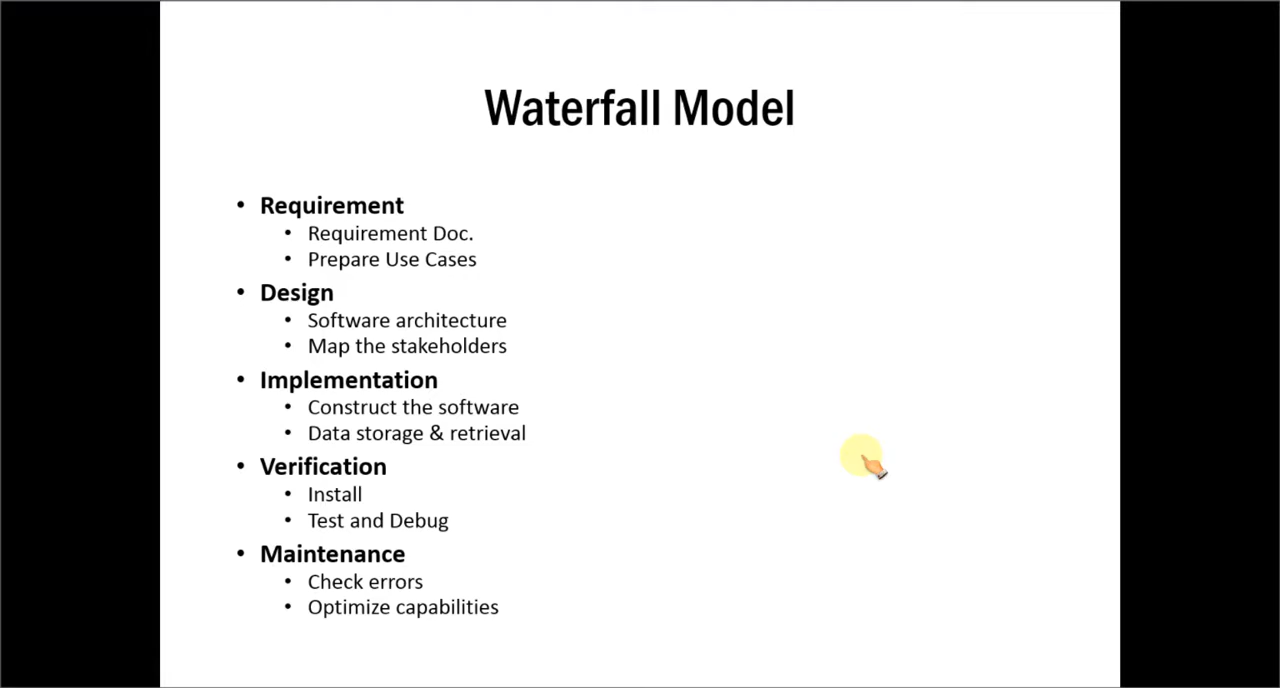 Waterfall Model
• Requirement
• Requirement Doc.
• Prepare Use Cases
• Design
• Software architecture
• Map the stakeholders
• Implementation
• Construct the software
• Data storage & retrieval
• Verification
• Install
• Test and Debug
• Maintenance
• Check errors
• Optimize capabilities